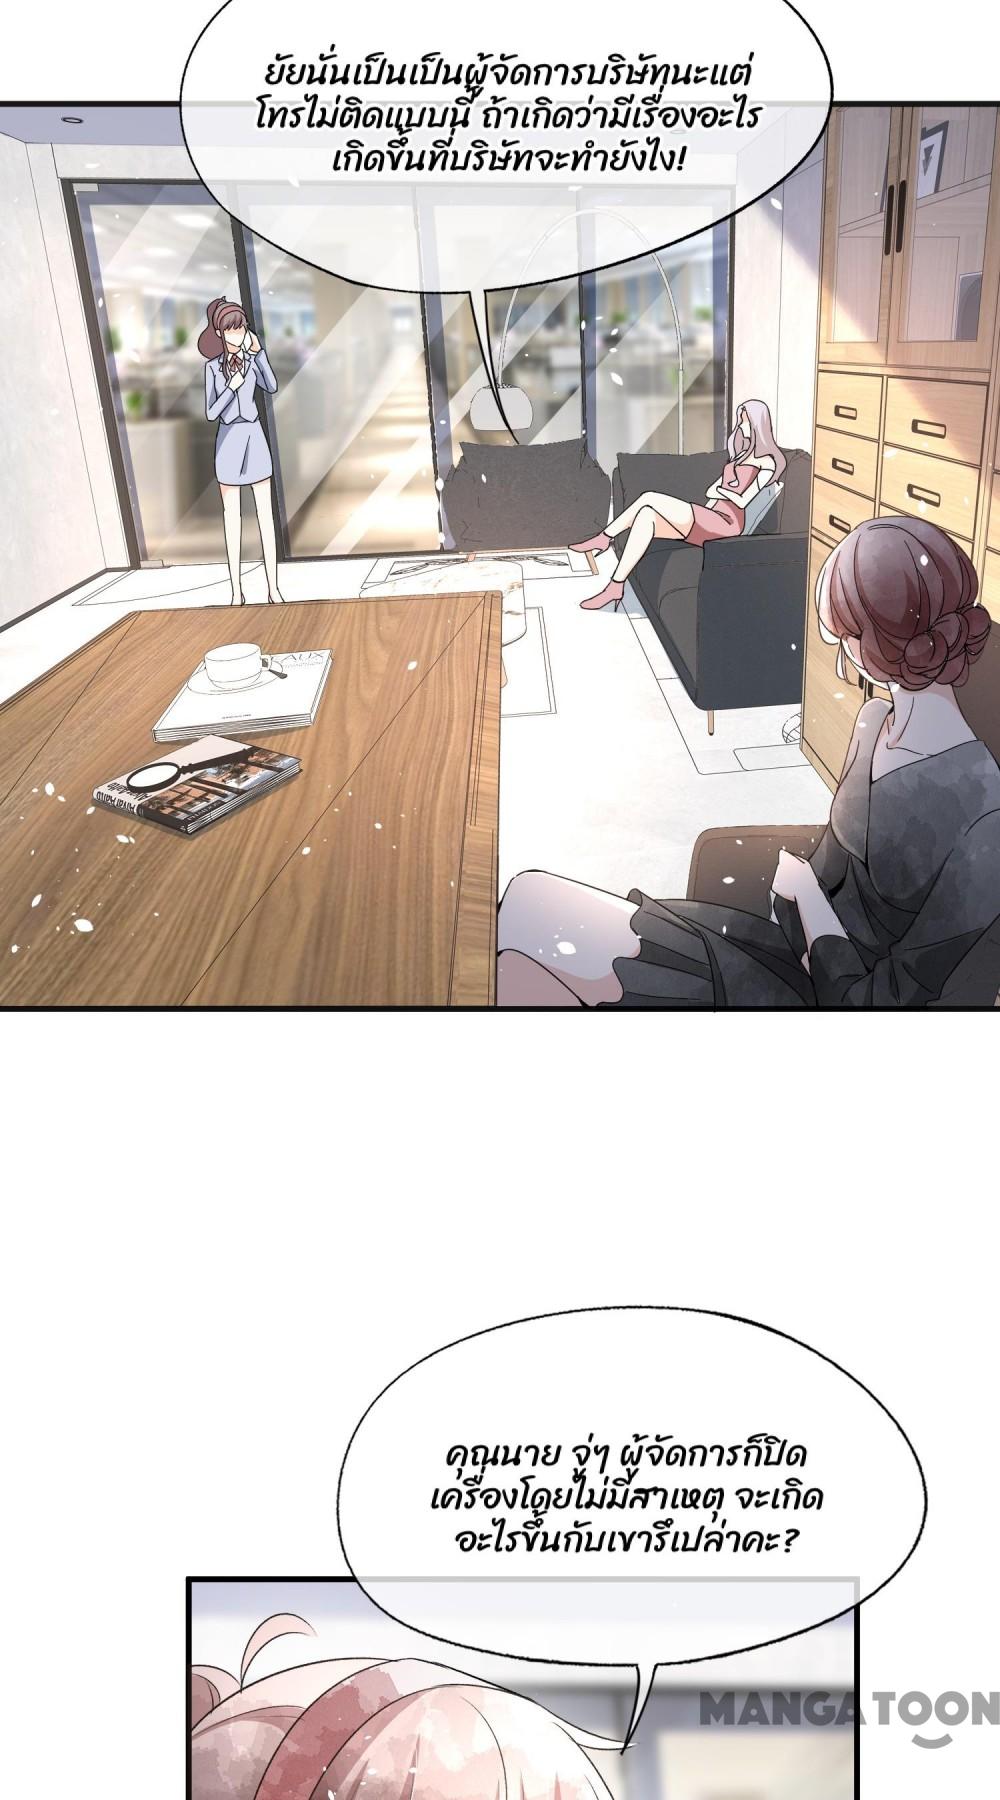 ยัยนั่นเป็นเป็นผู้จัดการบริษัทนะแต่
โทรไม่ติดแบบนี้ ถ้าเกิดว่ามีเรื่องอะไร
เกิดขึ้นที่บริษัทจะทำยังไง!
AUX
คุณนาย จู่ๆ ผู้จัดการก็ปิด
เครื่องโดยไม่มีสาเหตุ จะเกิด
อะไรขึ้นกับเขารึเปล่าคะ?
MANGATOON